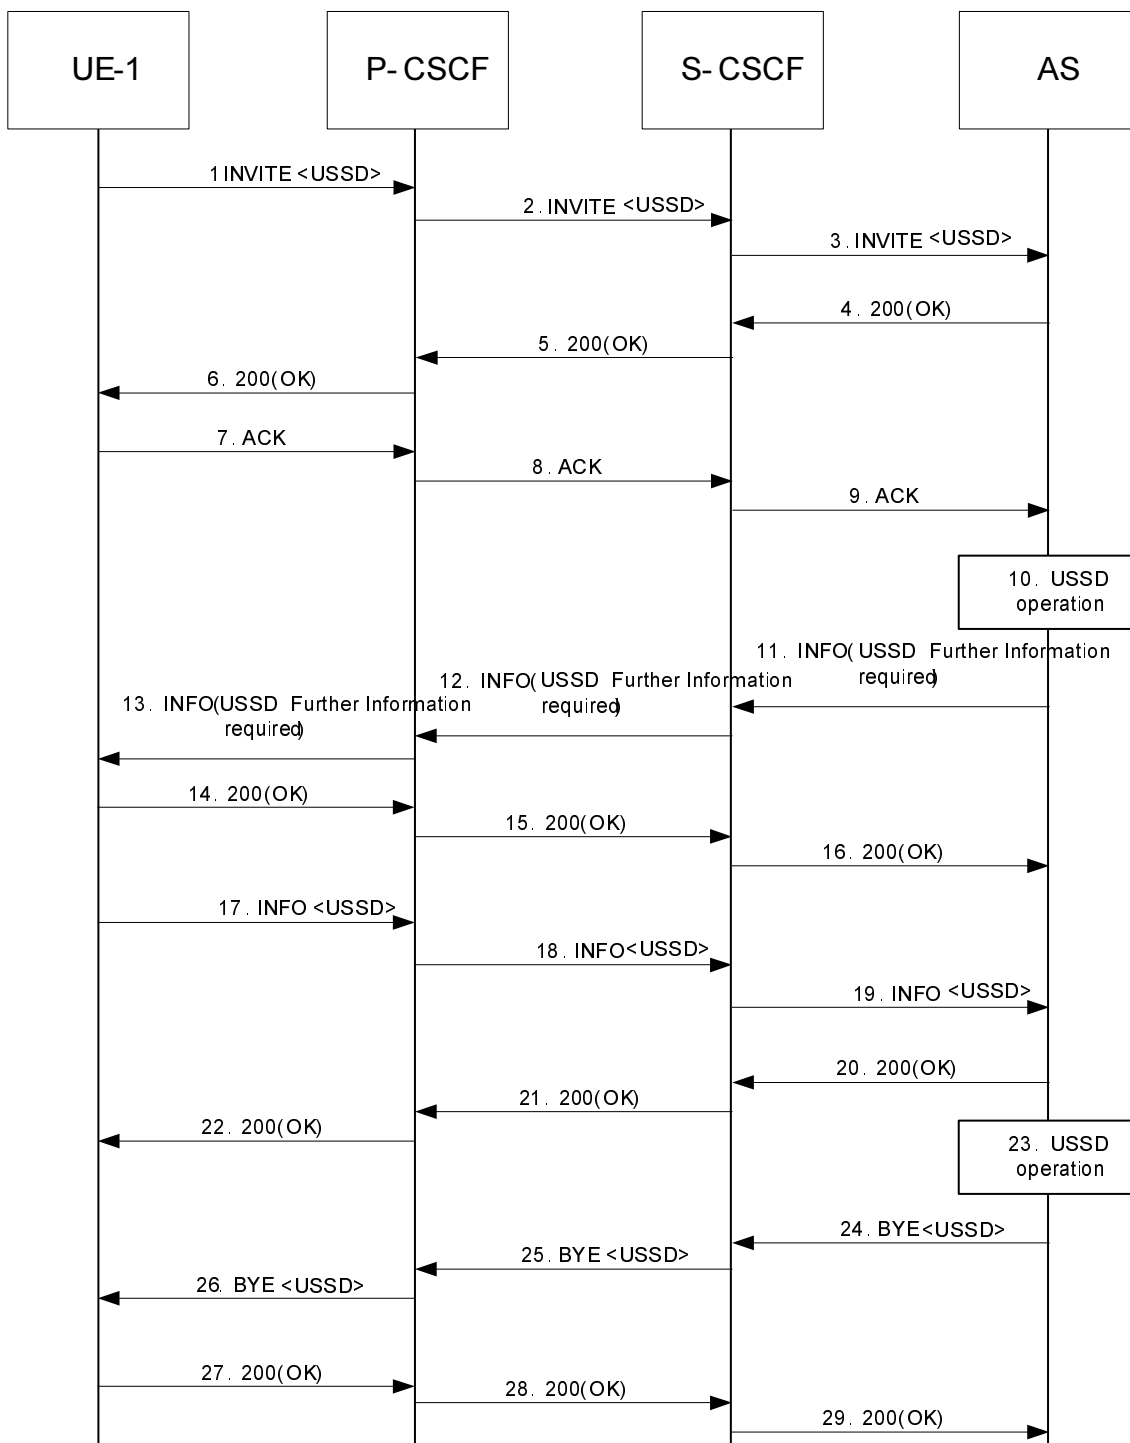 UE-1
P-CSCF
S-CSCF
AS
1INVITE <USSD>
2. INVITE <USSD>
3. INVITE <USSD>
4. 200(OK)
5. 200(OK)
6. 200(OK)
7. ACK
8. ACK
9. ACK
10. USSD
operation
11. INFO( USSD Further Information
required)
12. INFO( USSD Further Information
required)
13. INFO(USSD Further Information
required)
14. 200(OK)
15. 200(OK)
16. 200(OK)
17. INFO <USSD>
18. INFO<USSD>
19. INFO <USSD>
20. 200(OK)
21. 200(OK)
22. 200(OK)
23. USSD
operation
24. BYE<USSD>
25. BYE <USSD>
26. BYE <USSD>
27. 200(OK)
28. 200(OK)
29. 200(OK)